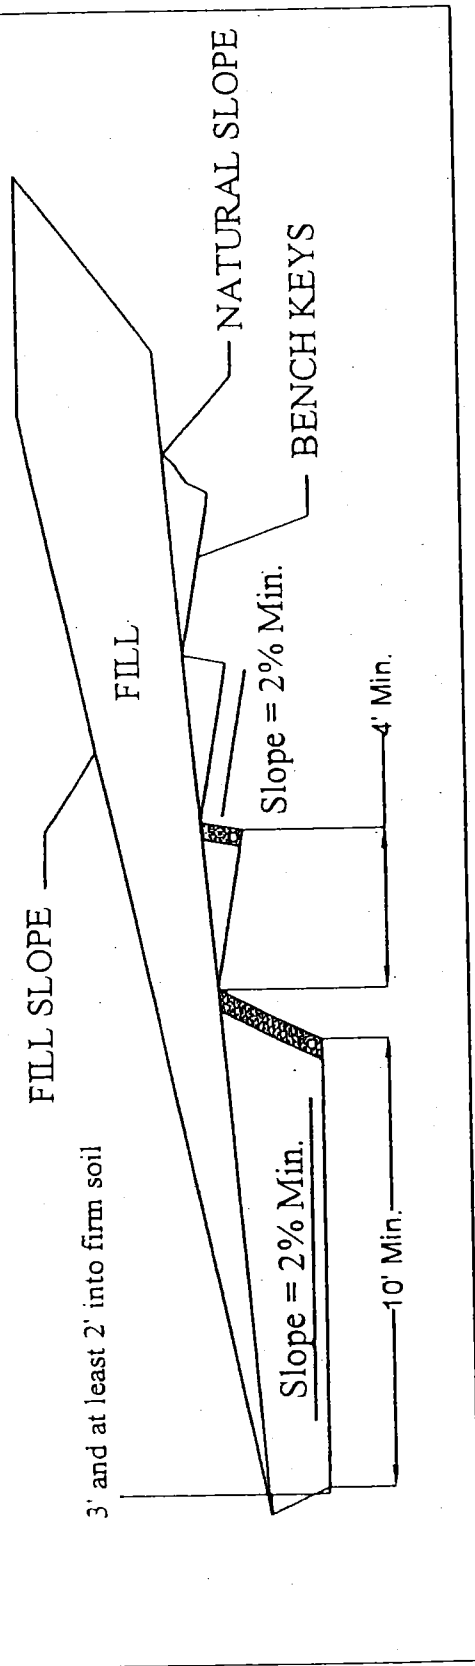 3' and at least 2' into firm soil
FILL SLOPE
FILL
NATURAL SLOPE
BENCH KEYS
Slope = 2% Min.
Slope = 2% Min.
4' Min.
10' Min.